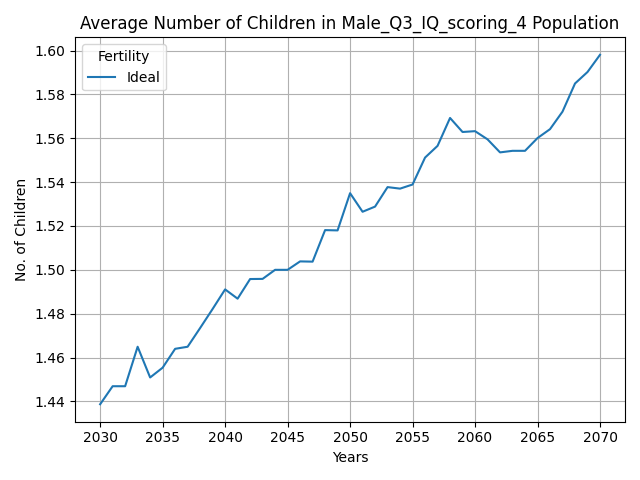 Average Number of Children in Male_Q3_IQ_scoring_4 Population
Fertility
Ideal
No. of Children
1.60
1.58
1.56
1.54
1.52
1.50
1.48
1.46
1.44
2030 2035 2040 2045 2050 2055 2060 2065 2070
Years